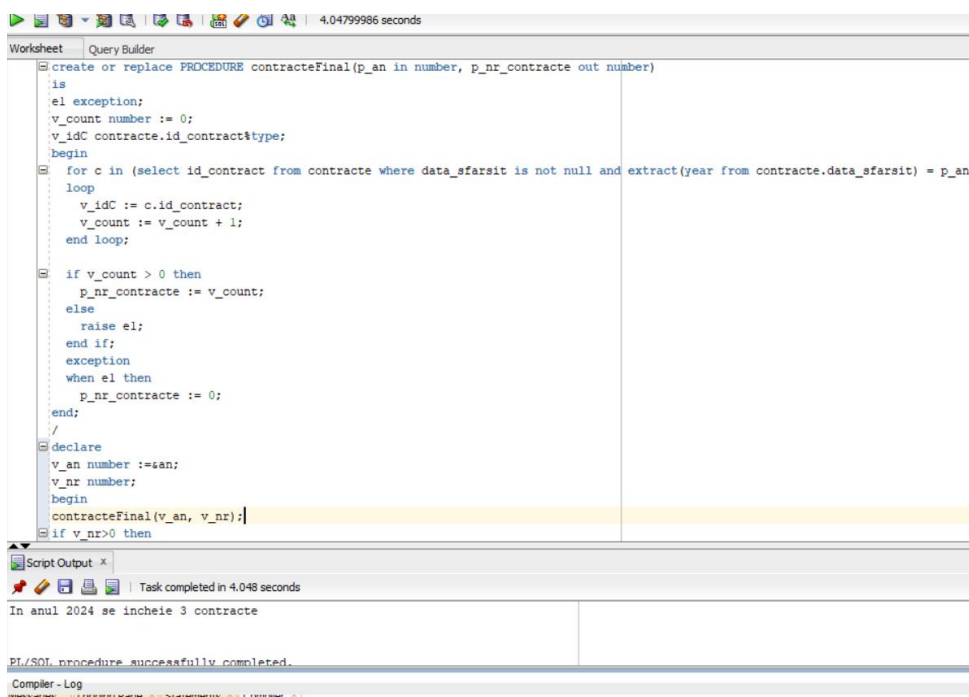 4.04799986 seconds
Worksheet Query Builder
create or replace PROCEDURE contracteFinal(p_an in number, p_nr_contracte out number)
is
el exception;
v_count number := 0;
v_idC contracte.id_contract%type;
begin
for c in (select id_contract from contracte where data_sfarsit is not null and extract(year from contracte.data_sfarsit) = p_an
loop
v_idC := c.id_contract;
v_count := v_count + 1;
end loop;
if v_count > 0 then
p_nr_contracte := v_count;
else
raise el;
end if;
exception
when el then
p_nr_contracte := 0;
end;
/
declare
v_an number :=&an;
v_nr number;
begin
contracteFinal(v_an, v_nr);
if v_nr>0 then
Script Output x
Task completed in 4.048 seconds
In anul 2024 se incheie 3 contracte
PL/SQL procedure successfully completed.
Compiler - Log